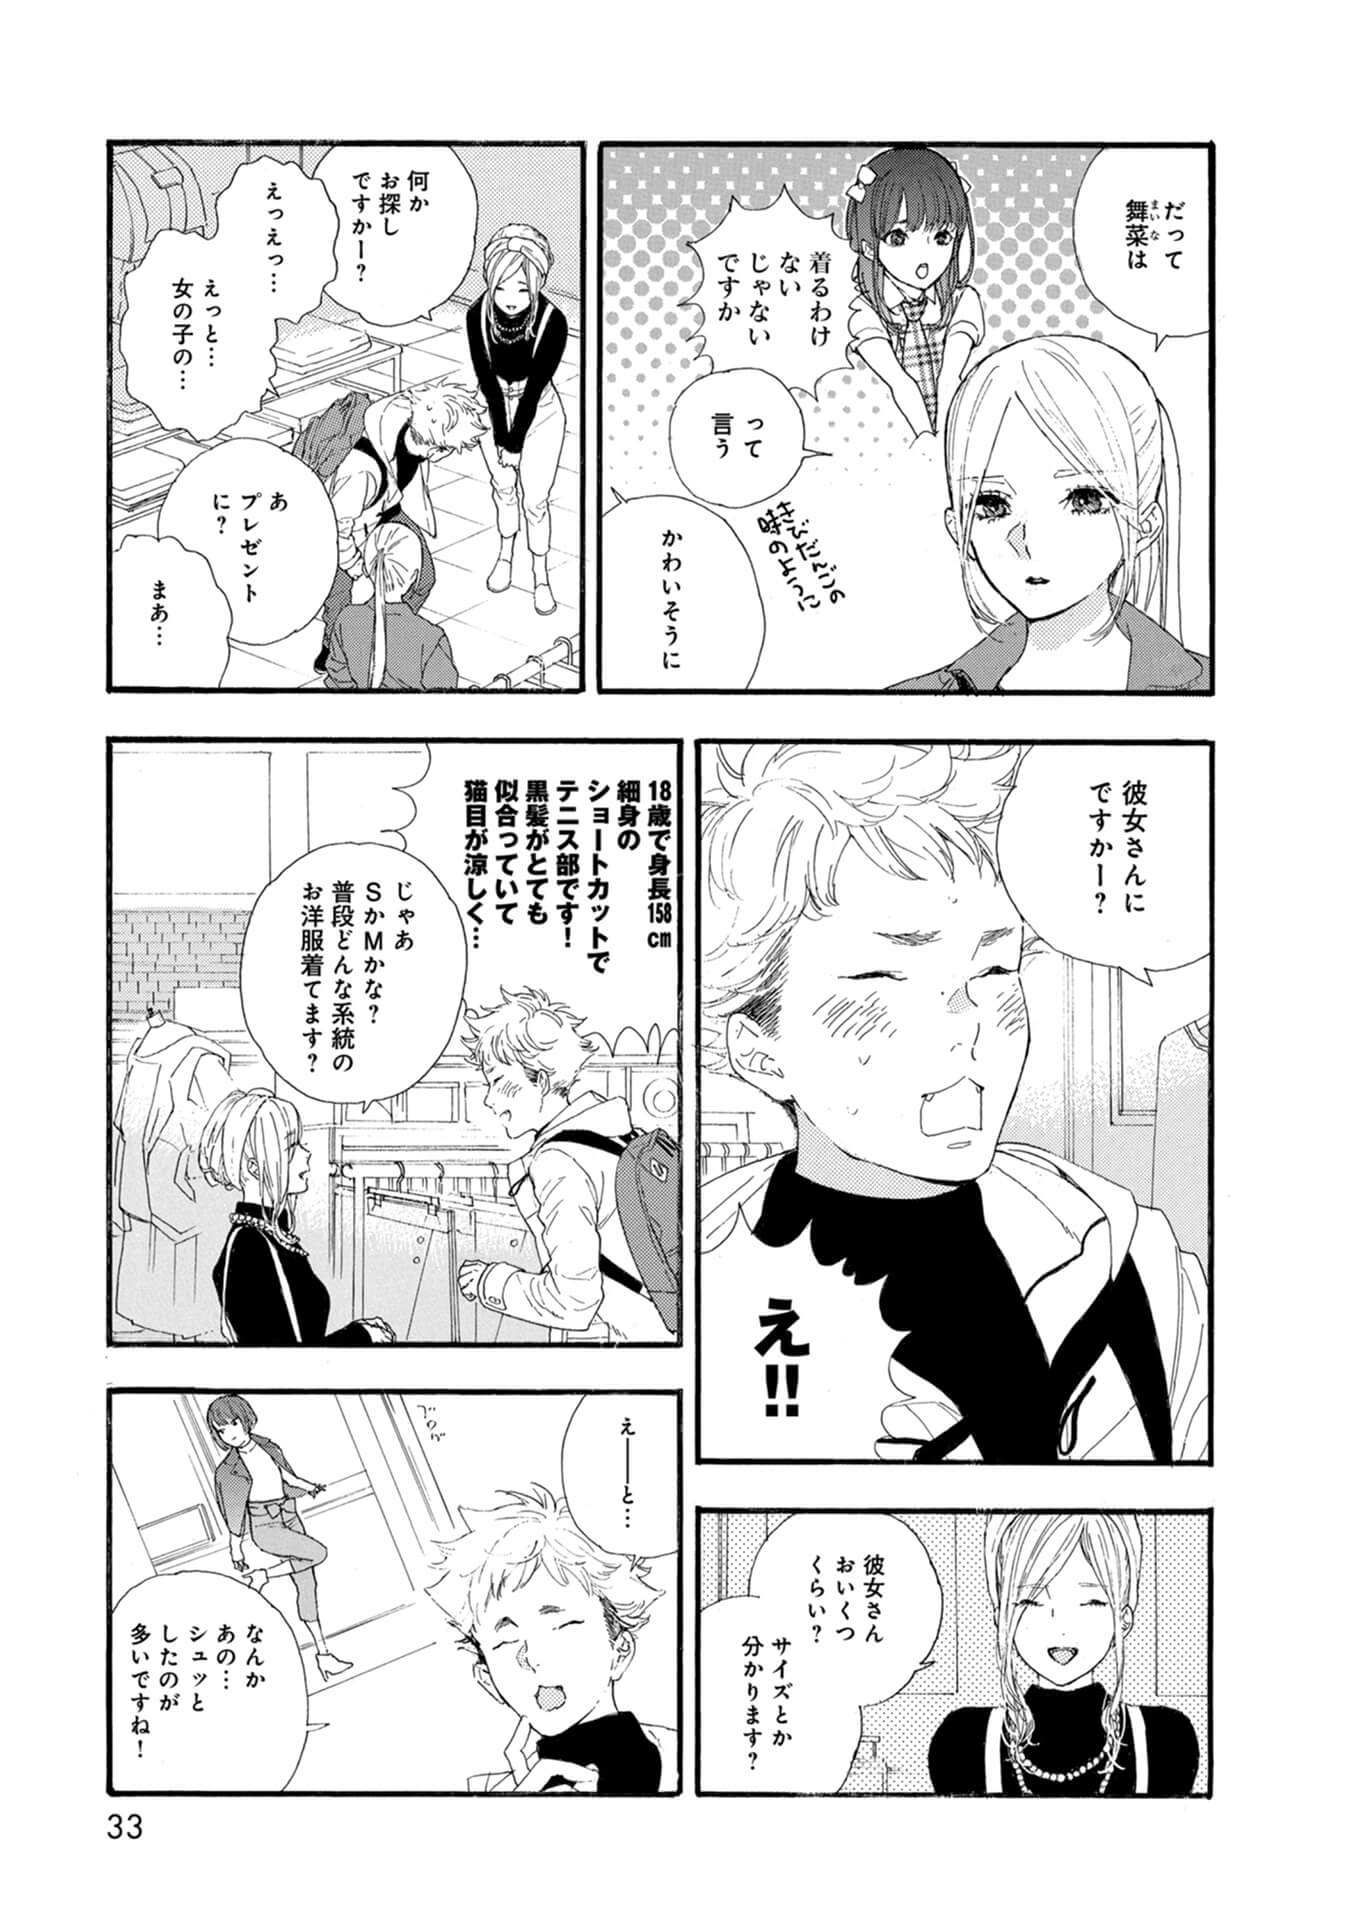 だって
舞菜は
まいな
着るわけ
ない
じゃない
ですか
って
言う
きびだんごの
時のように
かわいそうに
何か
お探し
ですかー？
えっえっ…
えっと…
女の子の…
あ
プレゼント
に？
まぁ…
彼女さんに
ですかー？
え!!
18歳で身長158cm
細身の
ショートカットで
テニス部です！
黒髪がとても
似合っていて
猫目が涼しく…
じゃあ
SかMかな？
普段どんな系統の
お洋服着てます？
彼女さん
おいくつ
くらい？
サイズとか
分かります？
えーと…
なんか
あの…
シュッと
したのが
多いですね！
33